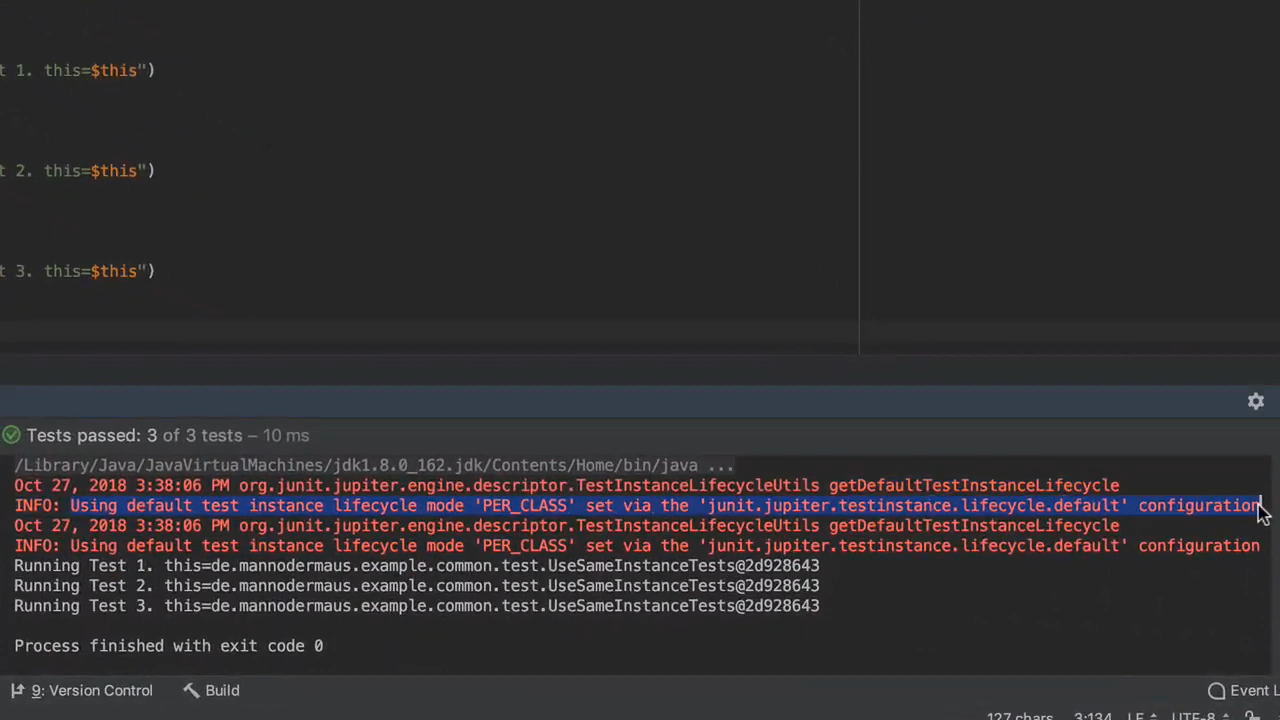 t 1. this=$this")
t 2. this=$this")
t 3. this=$this")
Tests passed: 3 of 3 tests – 10 ms
/Library/Java/JavaVirtualMachines/jdk1.8.0_162.jdk/Contents/Home/bin/java ...
Oct 27, 2018 3:38:06 PM org.junit.jupiter.engine.descriptor.TestInstanceLifecycleUtils getDefaultTestInstanceLifecycle
INFO: Using default test instance lifecycle mode 'PER_CLASS' set via the 'junit.jupiter.testinstance.lifecycle.default' configuration
Oct 27, 2018 3:38:06 PM org.junit.jupiter.engine.descriptor.TestInstanceLifecycleUtils getDefaultTestInstanceLifecycle
INFO: Using default test instance lifecycle mode 'PER_CLASS' set via the 'junit.jupiter.testinstance.lifecycle.default' configuration
Running Test 1. this=de.mannodermaus.example.common.test.UseSameInstanceTests@2d928643
Running Test 2. this=de.mannodermaus.example.common.test.UseSameInstanceTests@2d928643
Running Test 3. this=de.mannodermaus.example.common.test.UseSameInstanceTests@2d928643
Process finished with exit code 0
9: Version Control Build Event L
127 chars 3:134 LF UTF-8